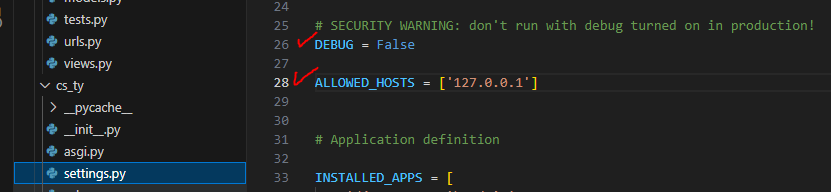 models.py
tests.py
urls.py
views.py
cs_ty
__pycache__
__init__.py
asgi.py
settings.py
24
25 # SECURITY WARNING: don't run with debug turned on in production!
26 DEBUG = False
27
28 ALLOWED_HOSTS = ['127.0.0.1']
29
30
31 # Application definition
32
33 INSTALLED_APPS = [